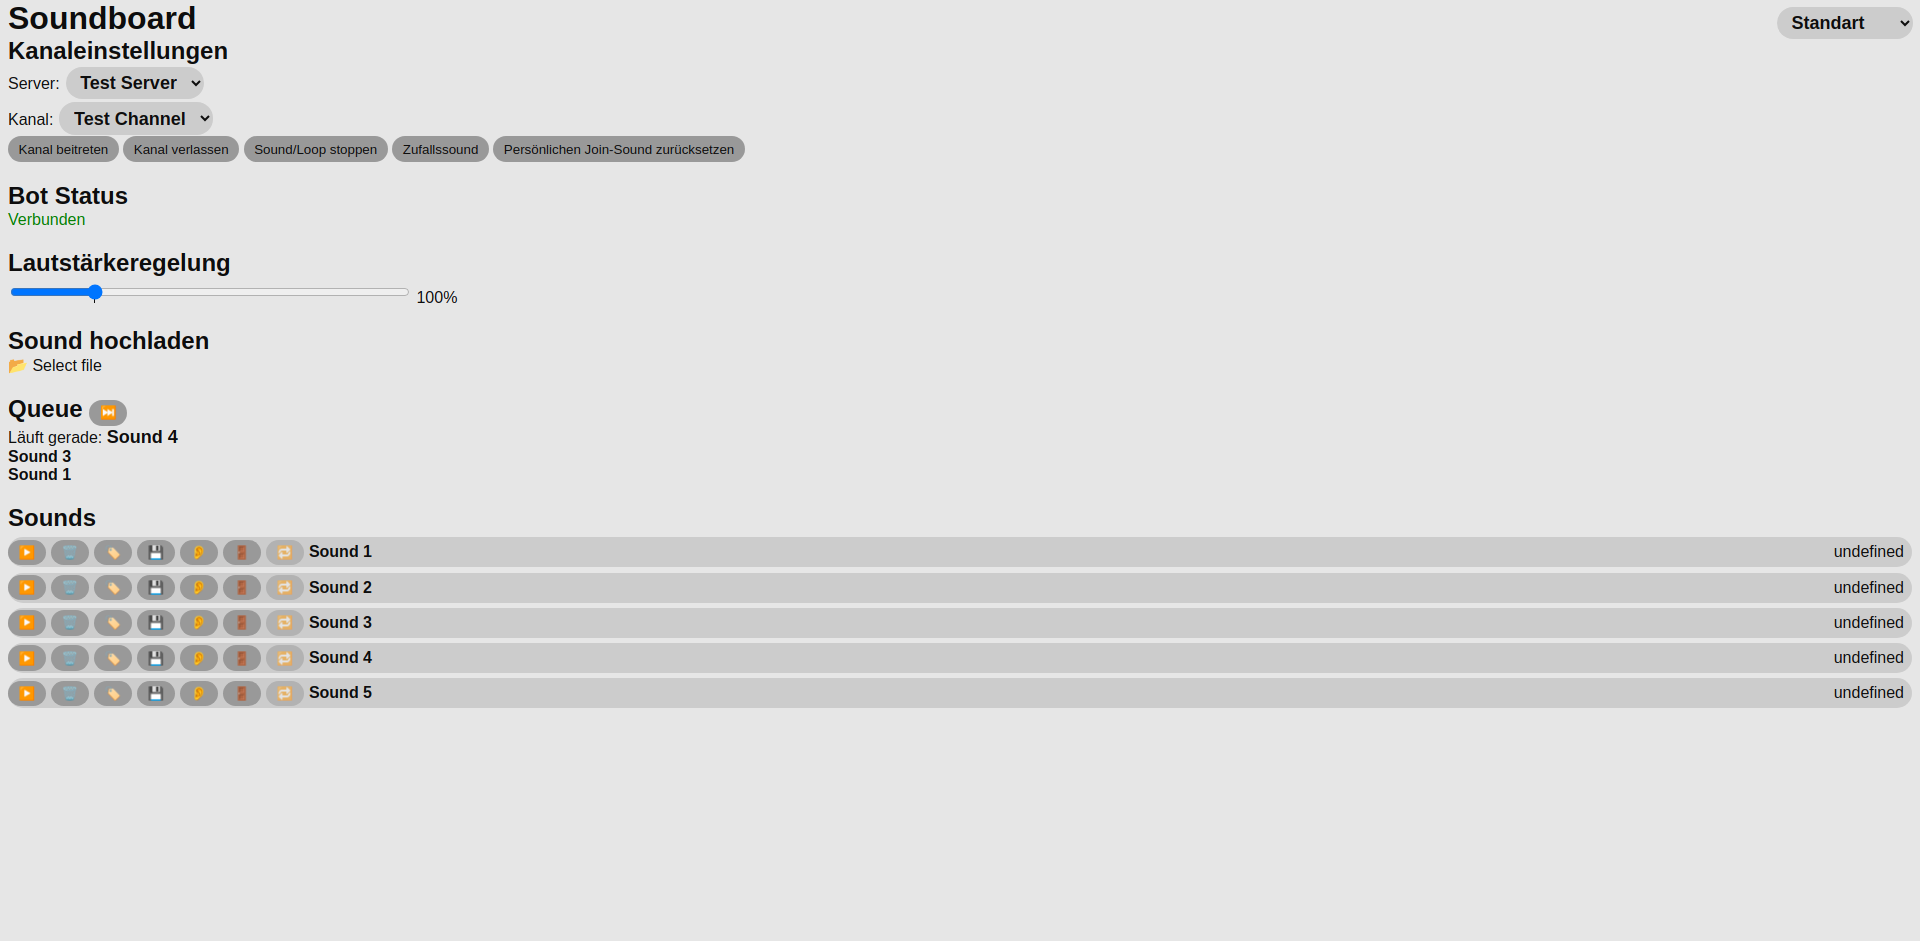 Soundboard
Standart
Kanaleinstellungen
Server: Test Server
Kanal: Test Channel
Kanal beitreten Kanal verlassen Sound/Loop stoppen Zufallssound Persönlichen Join-Sound zurücksetzen
Bot Status
Verbunden
Lautstärkeregelung
100%
Sound hochladen
📂 Select file
Queue ⏭️
Läuft gerade: Sound 4
Sound 3
Sound 1
Sounds
Sound 1 undefined
Sound 2 undefined
Sound 3 undefined
Sound 4 undefined
Sound 5 undefined